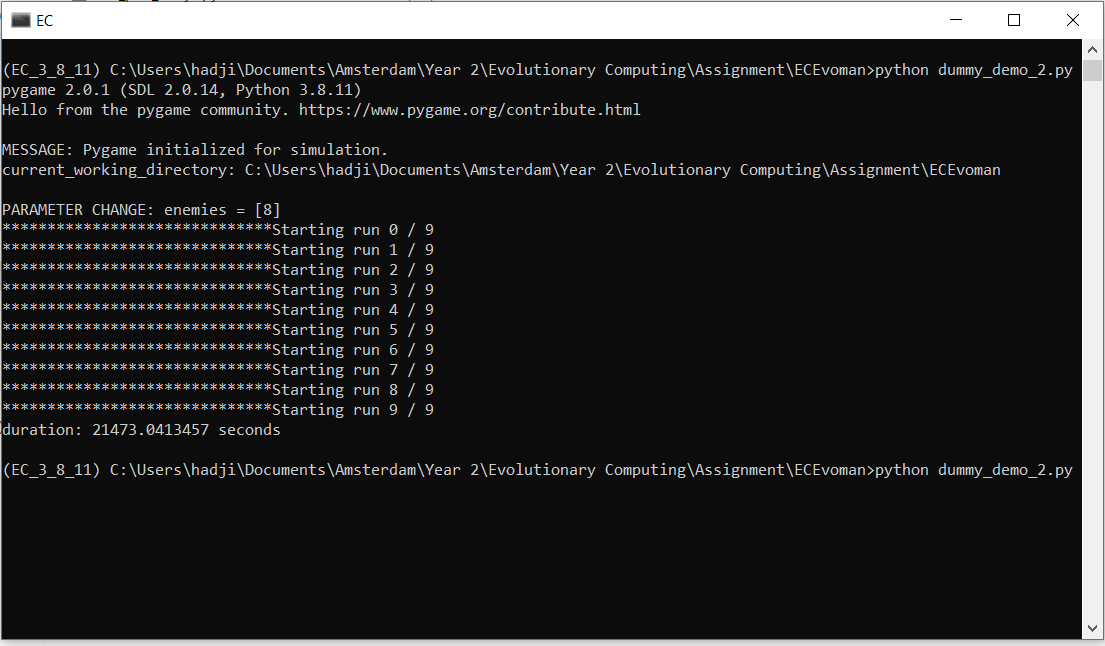 EC
(EC_3_8_11) C:\Users\hadji\Documents\Amsterdam\Year 2\Evolutionary Computing\Assignment\ECEvoman>python dummy_demo_2.py
pygame 2.0.1 (SDL 2.0.14, Python 3.8.11)
Hello from the pygame community. https://www.pygame.org/contribute.html
MESSAGE: Pygame initialized for simulation.
current_working_directory: C:\Users\hadji\Documents\Amsterdam\Year 2\Evolutionary Computing\Assignment\ECEvoman
PARAMETER CHANGE: enemies = [8]
******************************Starting run 0 / 9
******************************Starting run 1 / 9
******************************Starting run 2 / 9
******************************Starting run 3 / 9
******************************Starting run 4 / 9
******************************Starting run 5 / 9
******************************Starting run 6 / 9
******************************Starting run 7 / 9
******************************Starting run 8 / 9
******************************Starting run 9 / 9
duration: 21473.0413457 seconds
(EC_3_8_11) C:\Users\hadji\Documents\Amsterdam\Year 2\Evolutionary Computing\Assignment\ECEvoman>python dummy_demo_2.py